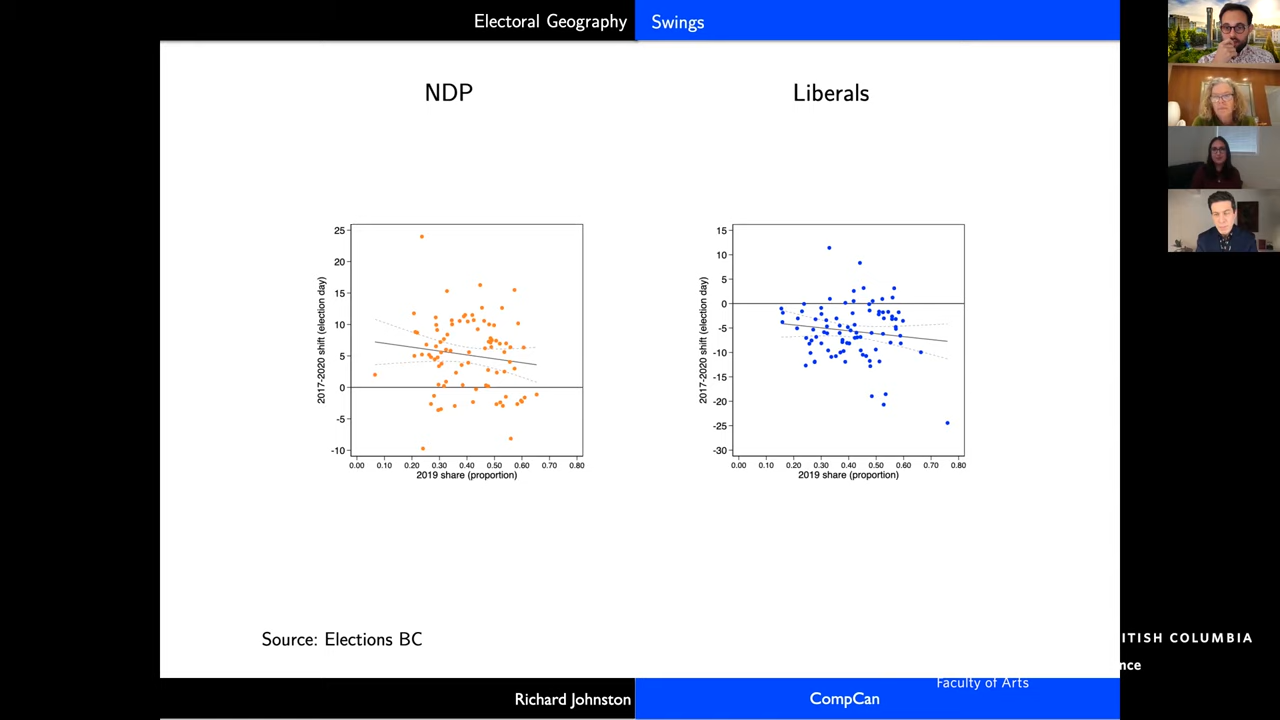 Electoral Geography
Swings
NDP
Liberals
25
20
15
10
5
0
-5
-10
2017-2020 shift (election day)
0.00 0.10 0.20 0.30 0.40 0.50 0.60 0.70 0.80
2019 share (proportion)
15
10
5
0
-5
-10
-15
-20
-25
-30
2017-2020 shift (election day)
0.00 0.10 0.20 0.30 0.40 0.50 0.60 0.70 0.80
2019 share (proportion)
Source: Elections BC
ITISH COLUMBIA
nce
Faculty of Arts
Richard Johnston
CompCan